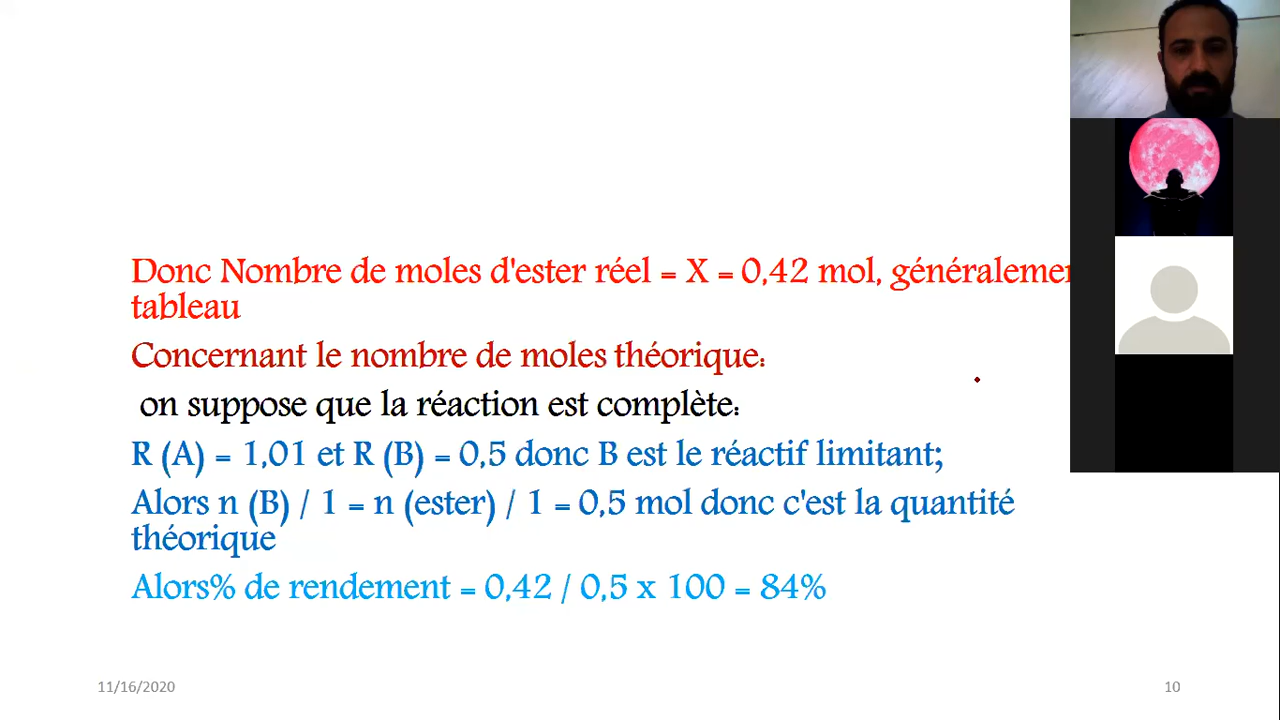 Donc Nombre de moles d'ester réel = X = 0,42 mol,
tableau
Concernant le nombre de moles théorique:
on suppose que la réaction est complète:
R (A) = 1,01 et R (B) = 0,5 donc B est le réactif limitant;
Alors n (B) / 1 = n (ester) / 1 = 0,5 mol donc c'est la quantité
théorique
Alors% de rendement = 0,42 / 0,5 x 100 = 84%
11/16/2020
10